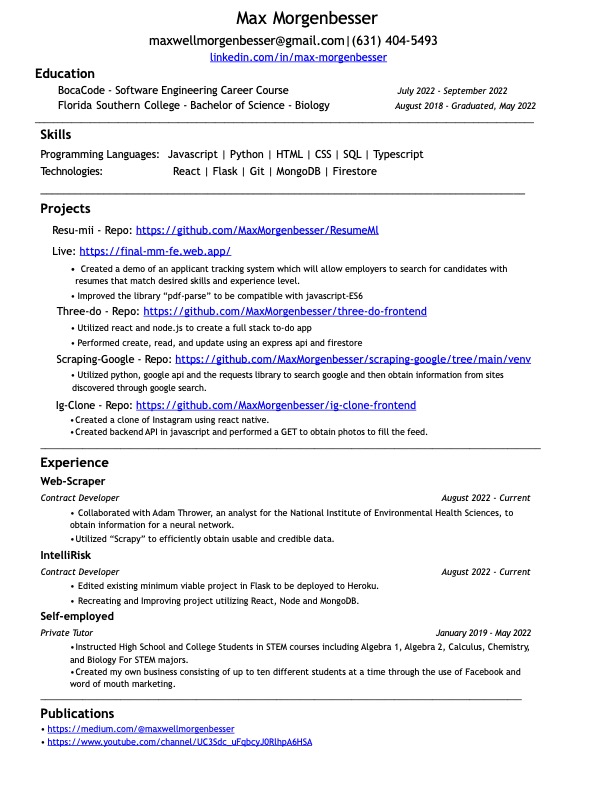 Max Morgenbesser
maxwellmorgenbesser@gmail.com|(631) 404-5493
linkedin.com/in/max-morgenbesser
Education
BocaCode - Software Engineering Career Course July 2022 - September 2022
Florida Southern College - Bachelor of Science - Biology August 2018 - Graduated, May 2022
Skills
Programming Languages: Javascript | Python | HTML | CSS | SQL | Typescript
Technologies: React | Flask | Git | MongoDB | Firestore
Projects
Resu-mii - Repo: https://github.com/MaxMorgenbesser/ResumeMl
Live: https://final-mm-fe.web.app/
• Created a demo of an applicant tracking system which will allow employers to search for candidates with
resumes that match desired skills and experience level.
• Improved the library “pdf-parse” to be compatible with javascript-ES6
Three-do - Repo: https://github.com/MaxMorgenbesser/three-do-frontend
• Utilized react and node.js to create a full stack to-do app
• Performed create, read, and update using an express api and firestore
Scraping-Google - Repo: https://github.com/MaxMorgenbesser/scraping-google/tree/main/venv
• Utilized python, google api and the requests library to search google and then obtain information from sites
discovered through google search.
Ig-Clone - Repo: https://github.com/MaxMorgenbesser/ig-clone-frontend
•Created a clone of Instagram using react native.
•Created backend API in javascript and performed a GET to obtain photos to fill the feed.
Experience
Web-Scraper
Contract Developer August 2022 - Current
• Collaborated with Adam Thrower, an analyst for the National Institute of Environmental Health Sciences, to
obtain information for a neural network.
•Utilized “Scrapy” to efficiently obtain usable and credible data.
IntelliRisk
Contract Developer August 2022 - Current
• Edited existing minimum viable project in Flask to be deployed to Heroku.
• Recreating and Improving project utilizing React, Node and MongoDB.
Self-employed
Private Tutor January 2019 - May 2022
•Instructed High School and College Students in STEM courses including Algebra 1, Algebra 2, Calculus, Chemistry,
and Biology For STEM majors.
•Created my own business consisting of up to ten different students at a time through the use of Facebook and
word of mouth marketing.
Publications
• https://medium.com/@maxwellmorgenbesser
• https://www.youtube.com/channel/UC3Sdc_uFqbcyJ0RlhpA6HSA